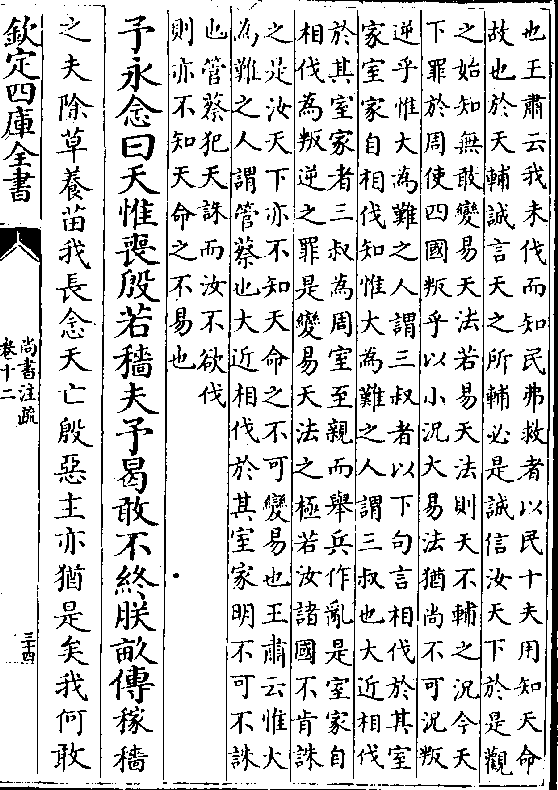 也王肅云我未伐而知民弗救者以民十夫用知天命
故也於天輔誠言天之所輔必是誠信汝天下於是觀
之始知無敢變易天法若易天法則天不輔之況今天
下罪於周使四國叛乎以小況大易法猶尚不可況叛
逆乎惟大為難之人謂三叔者以下句言相伐於其室
家室家自相伐知惟大為難之人謂三叔也大近相伐
於其室家者三叔為周室至親而舉兵作亂是室家自
相伐為叛逆之罪是變易天法之極若汝諸國不肯誅
之是汝天下亦不知天命之不可變易也王肅云惟大
為難之人謂管蔡也大近相伐於其室家明不可不誅
也管蔡犯天誅而汝不欲伐
則亦不知天命之不易也
予永念曰天惟喪殷若穡夫予曷敢不終朕畝傳稼穡
之夫除草養苗我長念天亡殷惡主亦猶是矣我何敢
欽定四庫全書
尚書注疏
卷十二
三十四